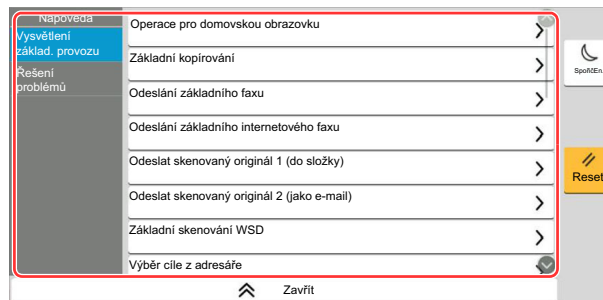 Nápověda
Vysvětlení
základ. provozu
Řešení
problémů
Operace pro domovskou obrazovku
Základní kopírování
Odeslání základního faxu
Odeslání základního internetového faxu
Odeslat skenovaný originál 1 (do složky)
Odeslat skenovaný originál 2 (jako e-mail)
Základní skenování WSD
Výběr cíle z adresáře
Zavřít
SpořičEn.
Reset